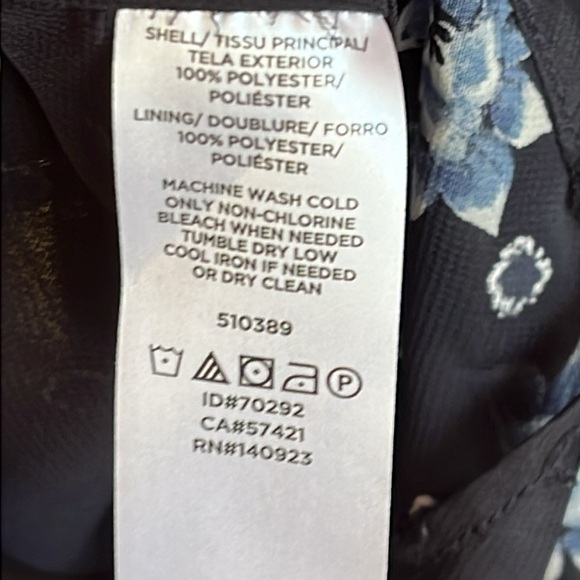 SHELL/ TISSU PRINCIPAL/
TELA EXTERIOR
100% POLYESTER/
POLIÉSTER
LINING/ DOUBLURE/ FORRO
100% POLYESTER/
POLIÉSTER
MACHINE WASH COLD
ONLY NON-CHLORINE
BLEACH WHEN NEEDED
TUMBLE DRY LOW
COOL IRON IF NEEDED
OR DRY CLEAN
510389
P
ID#70292
CA#57421
RN#140923